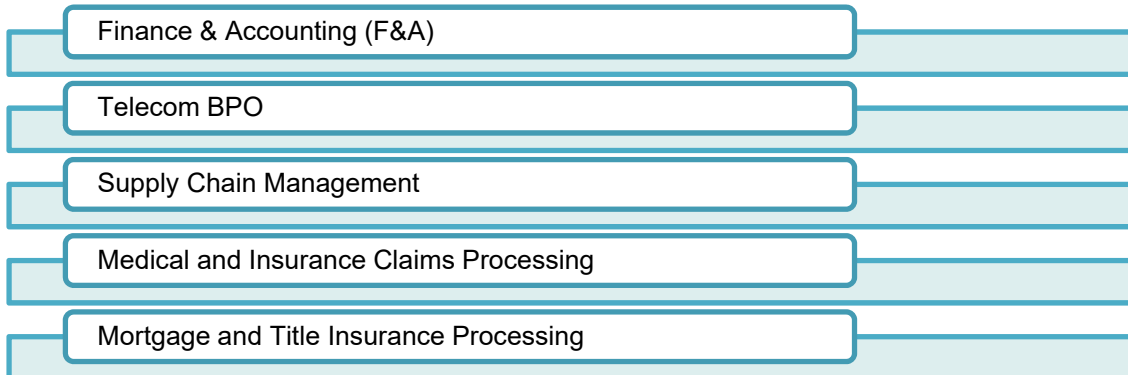 Finance & Accounting (F&A)
Telecom BPO
Supply Chain Management
Medical and Insurance Claims Processing
Mortgage and Title Insurance Processing